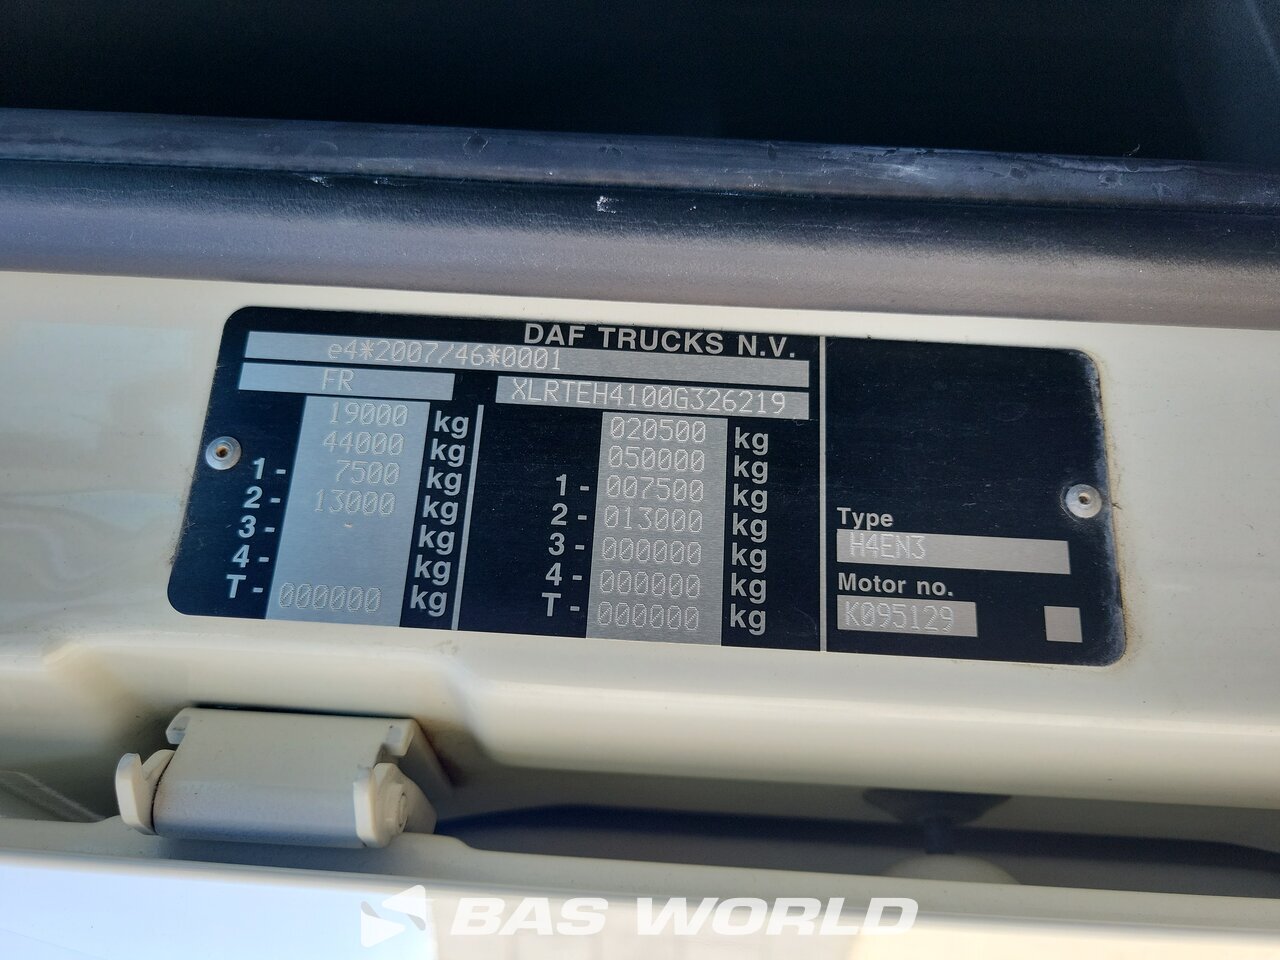 DAF TRUCKS N.V.
e4*2007/46*0001
FR
XLRTEH4100G326219
19000 kg
44000 kg
1- 7500 kg
2- 13000 kg
3- - kg
4- kg
T- 000000 kg
020500 kg
050000 kg
1- 007500 kg
2- 013000 kg
3- 000000 kg
4- 000000 kg
T- 000000 kg
Type
H4EN3
Motor no.
K095129
BAS WORLD